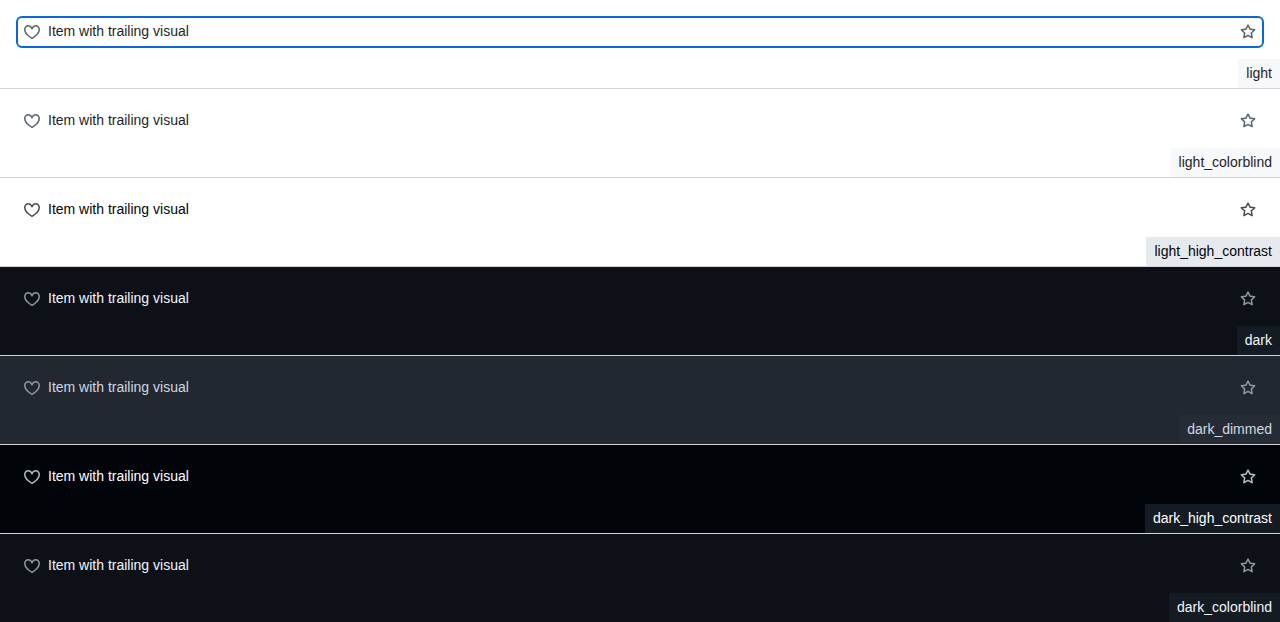 Item with trailing visual
light
Item with trailing visual
light_colorblind
Item with trailing visual
light_high_contrast
Item with trailing visual
dark
Item with trailing visual
dark_dimmed
Item with trailing visual
dark_high_contrast
Item with trailing visual
dark_colorblind